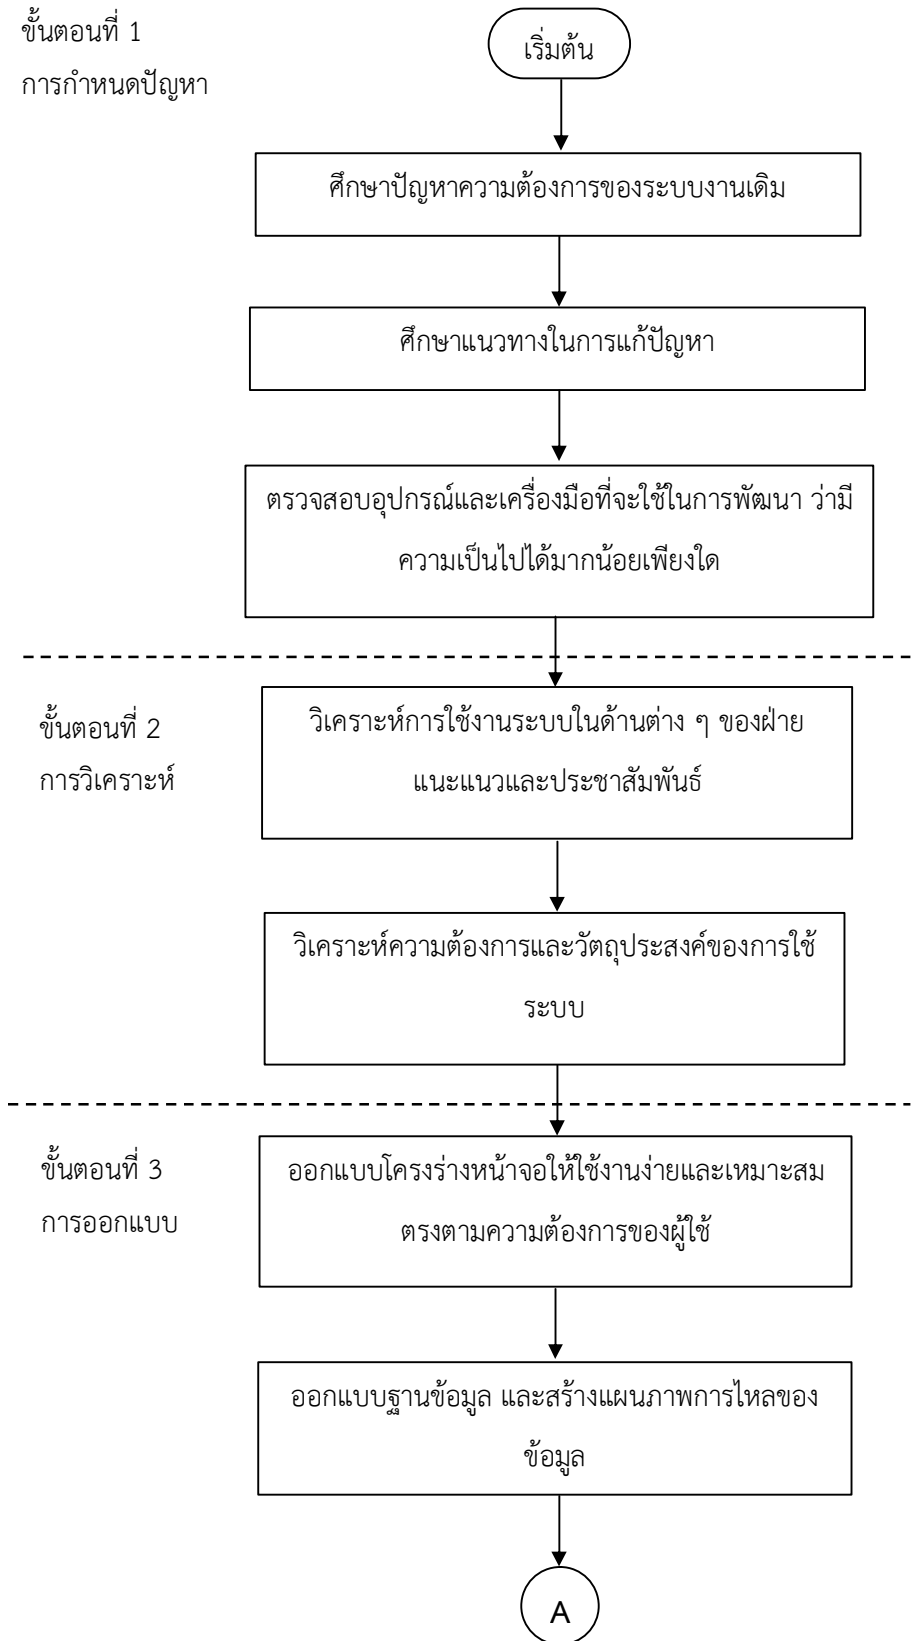 ขั้นตอนที่ 1
การกำหนดปัญหา
เริ่มต้น
ศึกษาปัญหาความต้องการของระบบงานเดิม
ศึกษาแนวทางในการแก้ปัญหา
ตรวจสอบอุปกรณ์และเครื่องมือที่จะใช้ในการพัฒนา ว่ามี
ความเป็นไปได้มากน้อยเพียงใด
ขั้นตอนที่ 2
การวิเคราะห์
วิเคราะห์การใช้งานระบบในด้านต่าง ๆ ของฝ่าย
แนะแนวและประชาสัมพันธ์
วิเคราะห์ความต้องการและวัตถุประสงค์ของการใช้
ระบบ
ขั้นตอนที่ 3
การออกแบบ
ออกแบบโครงร่างหน้าจอให้ใช้งานง่ายและเหมาะสม
ตรงตามความต้องการของผู้ใช้
ออกแบบฐานข้อมูล และสร้างแผนภาพการไหลของ
ข้อมูล
A